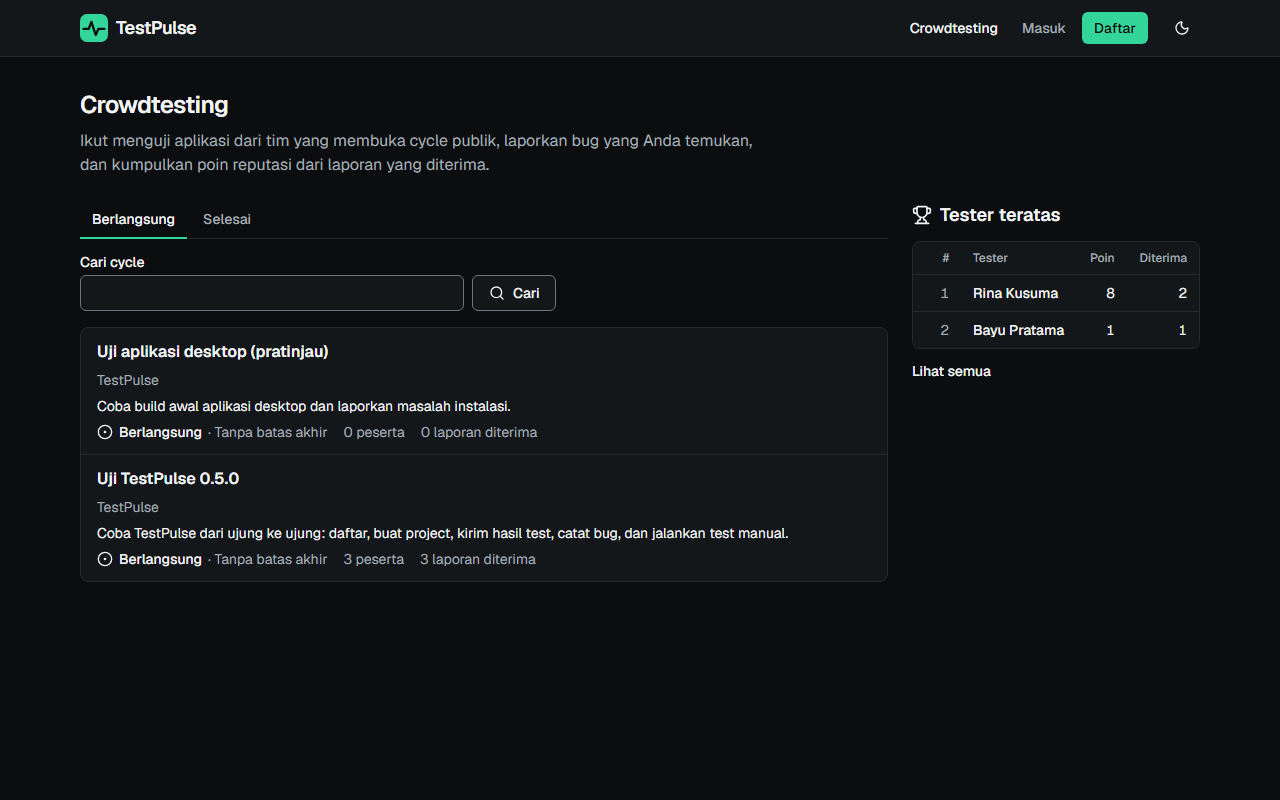 TestPulse
Crowdtesting
Masuk
Daftar
Crowdtesting
Ikut menguji aplikasi dari tim yang membuka cycle publik, laporkan bug yang Anda temukan,
dan kumpulkan poin reputasi dari laporan yang diterima.
Berlangsung
Selesai
Cari cycle
Cari
Uji aplikasi desktop (pratinjau)
TestPulse
Coba build awal aplikasi desktop dan laporkan masalah instalasi.
Berlangsung · Tanpa batas akhir 0 peserta 0 laporan diterima
Uji TestPulse 0.5.0
TestPulse
Coba TestPulse dari ujung ke ujung: daftar, buat project, kirim hasil test, catat bug, dan jalankan test manual.
Berlangsung · Tanpa batas akhir 3 peserta 3 laporan diterima
Tester teratas
# Tester Poin Diterima
1 Rina Kusuma 8 2
2 Bayu Pratama 1 1
Lihat semua